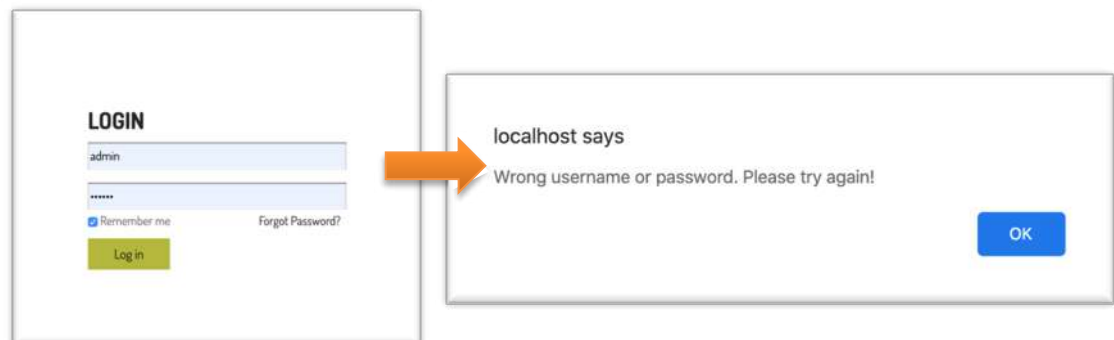 LOGIN
admin
••••••
Remember me
Forgot Password?
Log in
localhost says
Wrong username or password. Please try again!
OK